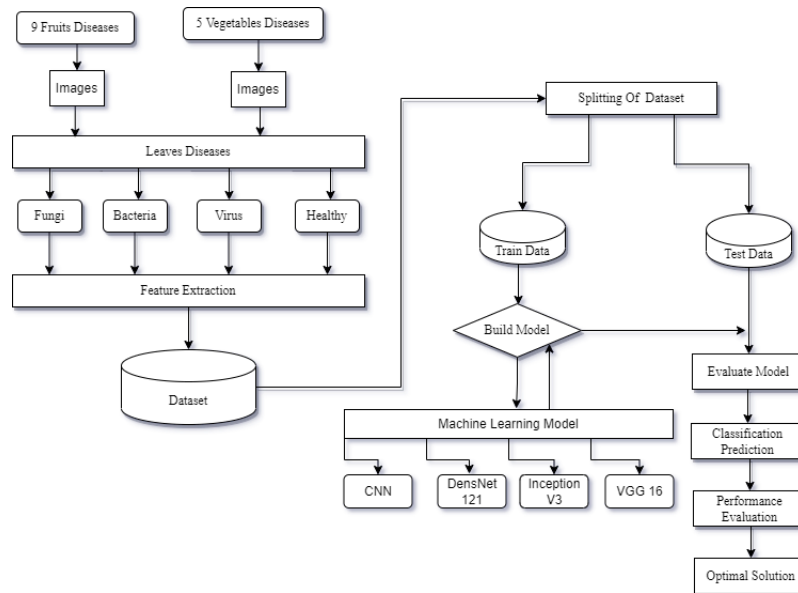 9 Fruits Diseases
5 Vegetables Diseases
Images
Images
Splitting Of Dataset
Leaves Diseases
Fungi
Bacteria
Virus
Healthy
Train Data
Test Data
Feature Extraction
Build Model
Dataset
Evaluate Model
Machine Learning Model
Classification
Prediction
CNN
DensNet
121
Inception
V3
VGG 16
Performance
Evaluation
Optimal Solution